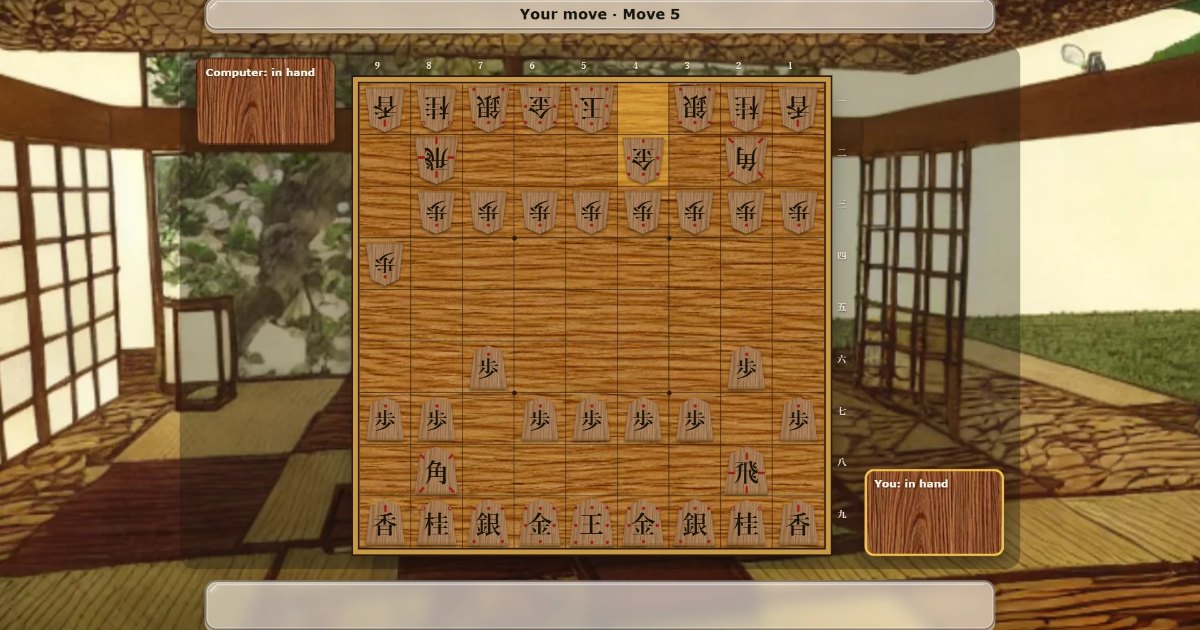 Your move · Move 5
Computer: in hand
9 8 7 6 5 4 3 2 1
香 桂 銀 金 王 銀 桂 香 一
飛 金 角 二
歩 歩 歩 歩 歩 歩 歩 歩 三
歩 四
五
歩 歩 六
歩 歩 歩 歩 歩 歩 歩 七
角 飛 八
香 桂 銀 金 王 金 銀 桂 香 九
You: in hand